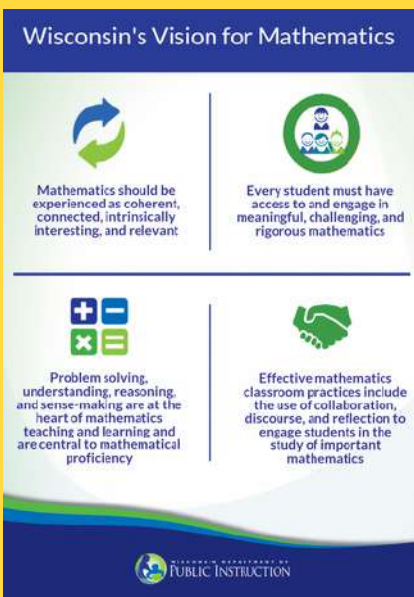 Wisconsin's Vision for Mathematics
Mathematics should be
experienced as coherent,
connected, intrinsically
interesting, and relevant
Every student must have
access to and engage in
meaningful, challenging, and
rigorous mathematics
Problem solving,
understanding, reasoning,
and sense-making are at the
heart of mathematics
teaching and learning and
are central to mathematical
proficiency
Effective mathematics
classroom practices include
the use of collaboration,
discourse, and reflection to
engage students in the
study of important
mathematics
WISCONSIN DEPARTMENT OF
PUBLIC INSTRUCTION